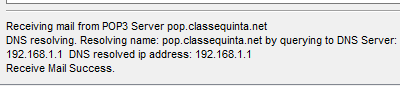 Receiving mail from POP3 Server pop.classequinta.net
DNS resolving. Resolving name: pop.classequinta.net by querying to DNS Server:
192.168.1.1  DNS resolved ip address: 192.168.1.1
Receive Mail Success.